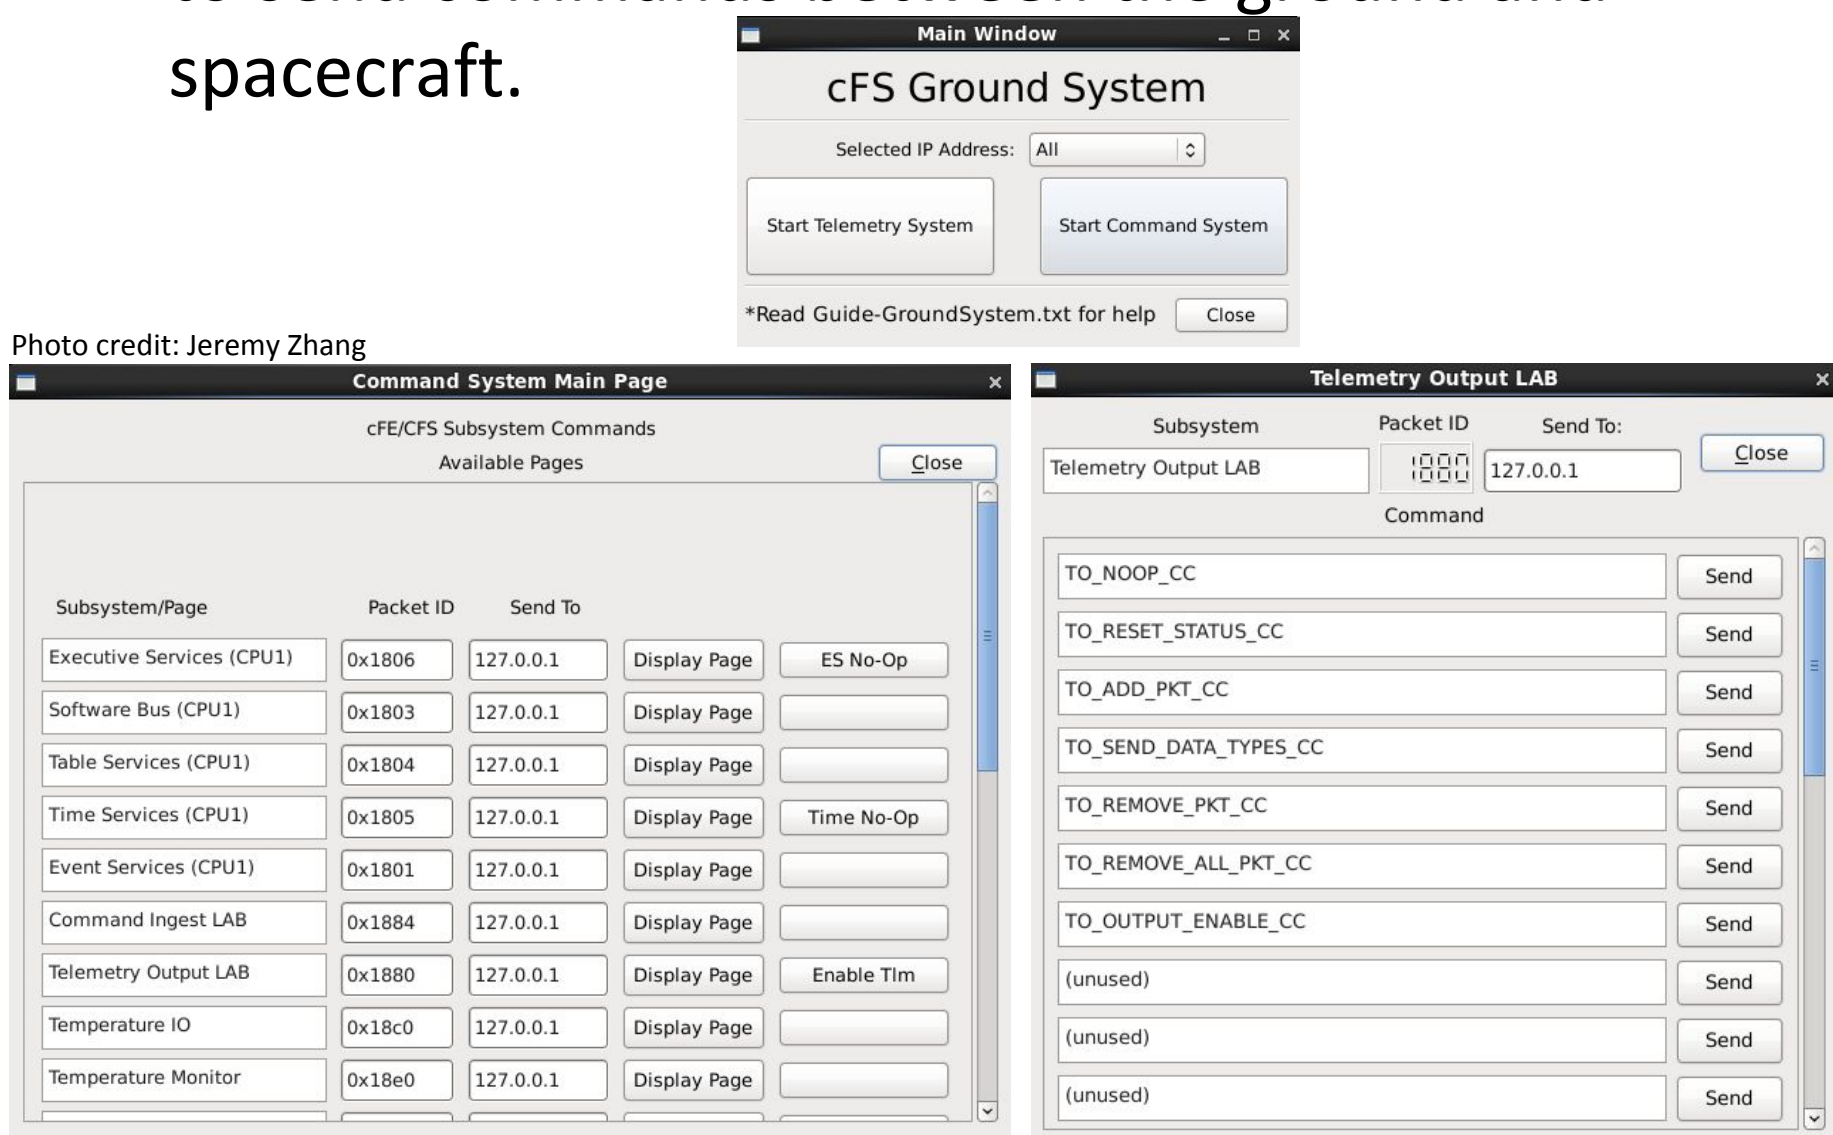 to send commands between the ground and
spacecraft.
Main Window
cFS Ground System
Selected IP Address: All
Start Telemetry System Start Command System
*Read Guide-GroundSystem.txt for help Close
Photo credit: Jeremy Zhang
Command System Main Page
cFE/CFS Subsystem Commands
Available Pages
Close
Subsystem/Page Packet ID Send To
Executive Services (CPU1) 0x1806 127.0.0.1 Display Page ES No-Op
Software Bus (CPU1) 0x1803 127.0.0.1 Display Page
Table Services (CPU1) 0x1804 127.0.0.1 Display Page
Time Services (CPU1) 0x1805 127.0.0.1 Display Page Time No-Op
Event Services (CPU1) 0x1801 127.0.0.1 Display Page
Command Ingest LAB 0x1884 127.0.0.1 Display Page
Telemetry Output LAB 0x1880 127.0.0.1 Display Page Enable Tlm
Temperature IO 0x18c0 127.0.0.1 Display Page
Temperature Monitor 0x18e0 127.0.0.1 Display Page
Telemetry Output LAB
Subsystem Packet ID Send To:
Close
Telemetry Output LAB 1880 127.0.0.1
Command
TO_NOOP_CC Send
TO_RESET_STATUS_CC Send
TO_ADD_PKT_CC Send
TO_SEND_DATA_TYPES_CC Send
TO_REMOVE_PKT_CC Send
TO_REMOVE_ALL_PKT_CC Send
TO_OUTPUT_ENABLE_CC Send
(unused) Send
(unused) Send
(unused) Send